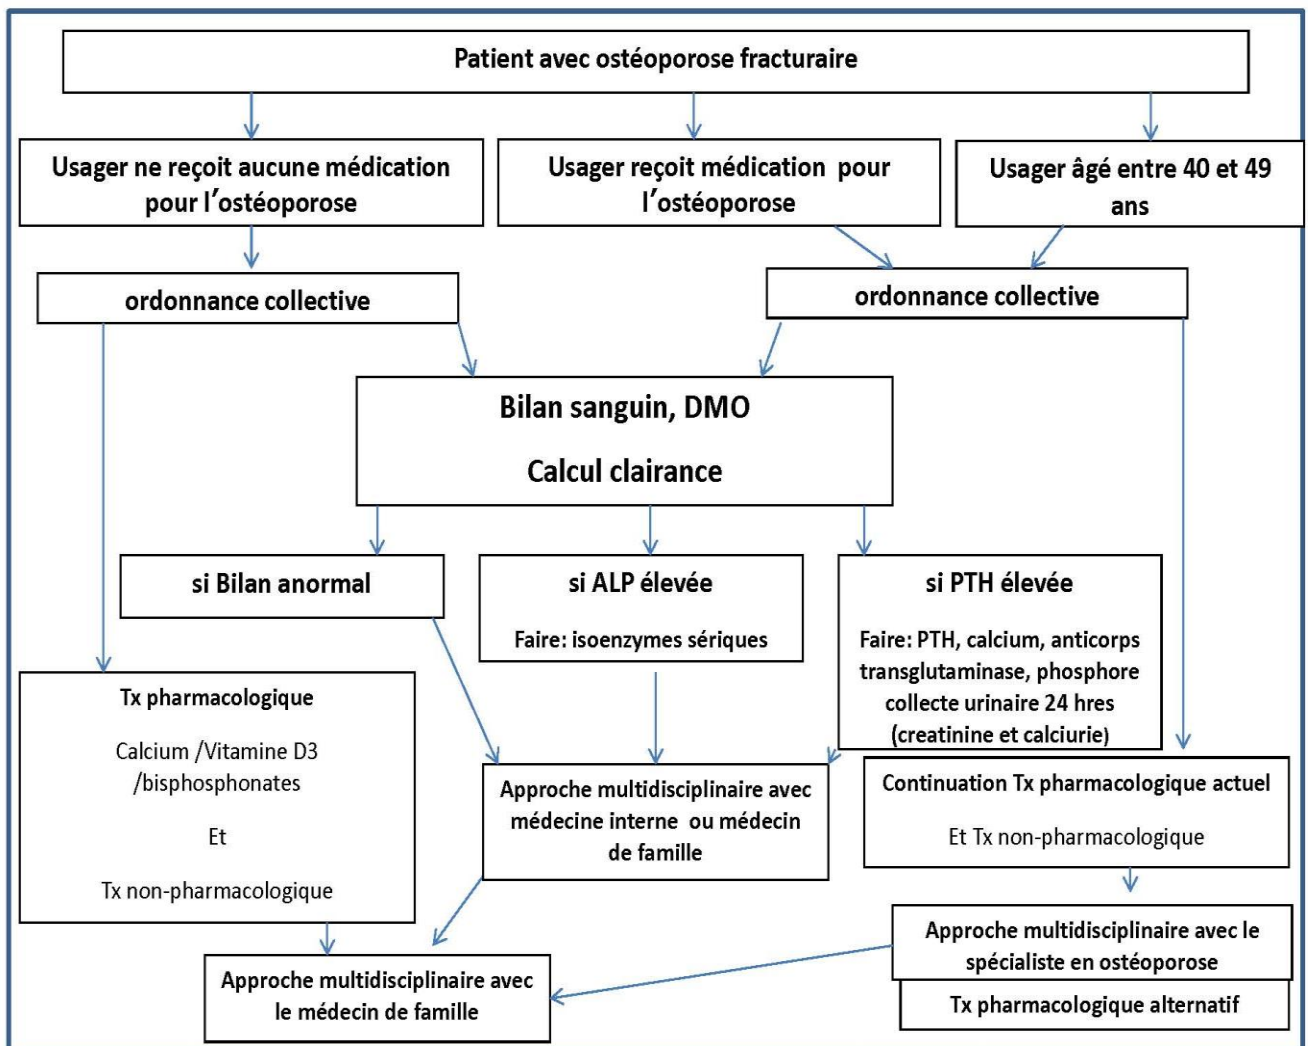 Patient avec ostéoporose fracturaire
Usager ne reçoit aucune médication
pour l'ostéoporose
Usager reçoit médication pour
l'ostéoporose
Usager âgé entre 40 et 49
ans
ordonnance collective
ordonnance collective
Bilan sanguin, DMO
Calcul clairance
si Bilan anormal
si ALP élevée
Faire: isoenzymes sériques
si PTH élevée
Faire: PTH, calcium, anticorps
transglutaminase, phosphore
collecte urinaire 24 hres
(creatinine et calciurie)
Tx pharmacologique
Calcium /Vitamine D3
/bisphosphonates
Et
Tx non-pharmacologique
Approche multidisciplinaire avec
médecine interne ou médecin
de famille
Continuation Tx pharmacologique actuel
Et Tx non-pharmacologique
Approche multidisciplinaire avec le
spécialiste en ostéoporose
Tx pharmacologique alternatif
Approche multidisciplinaire avec
le médecin de famille